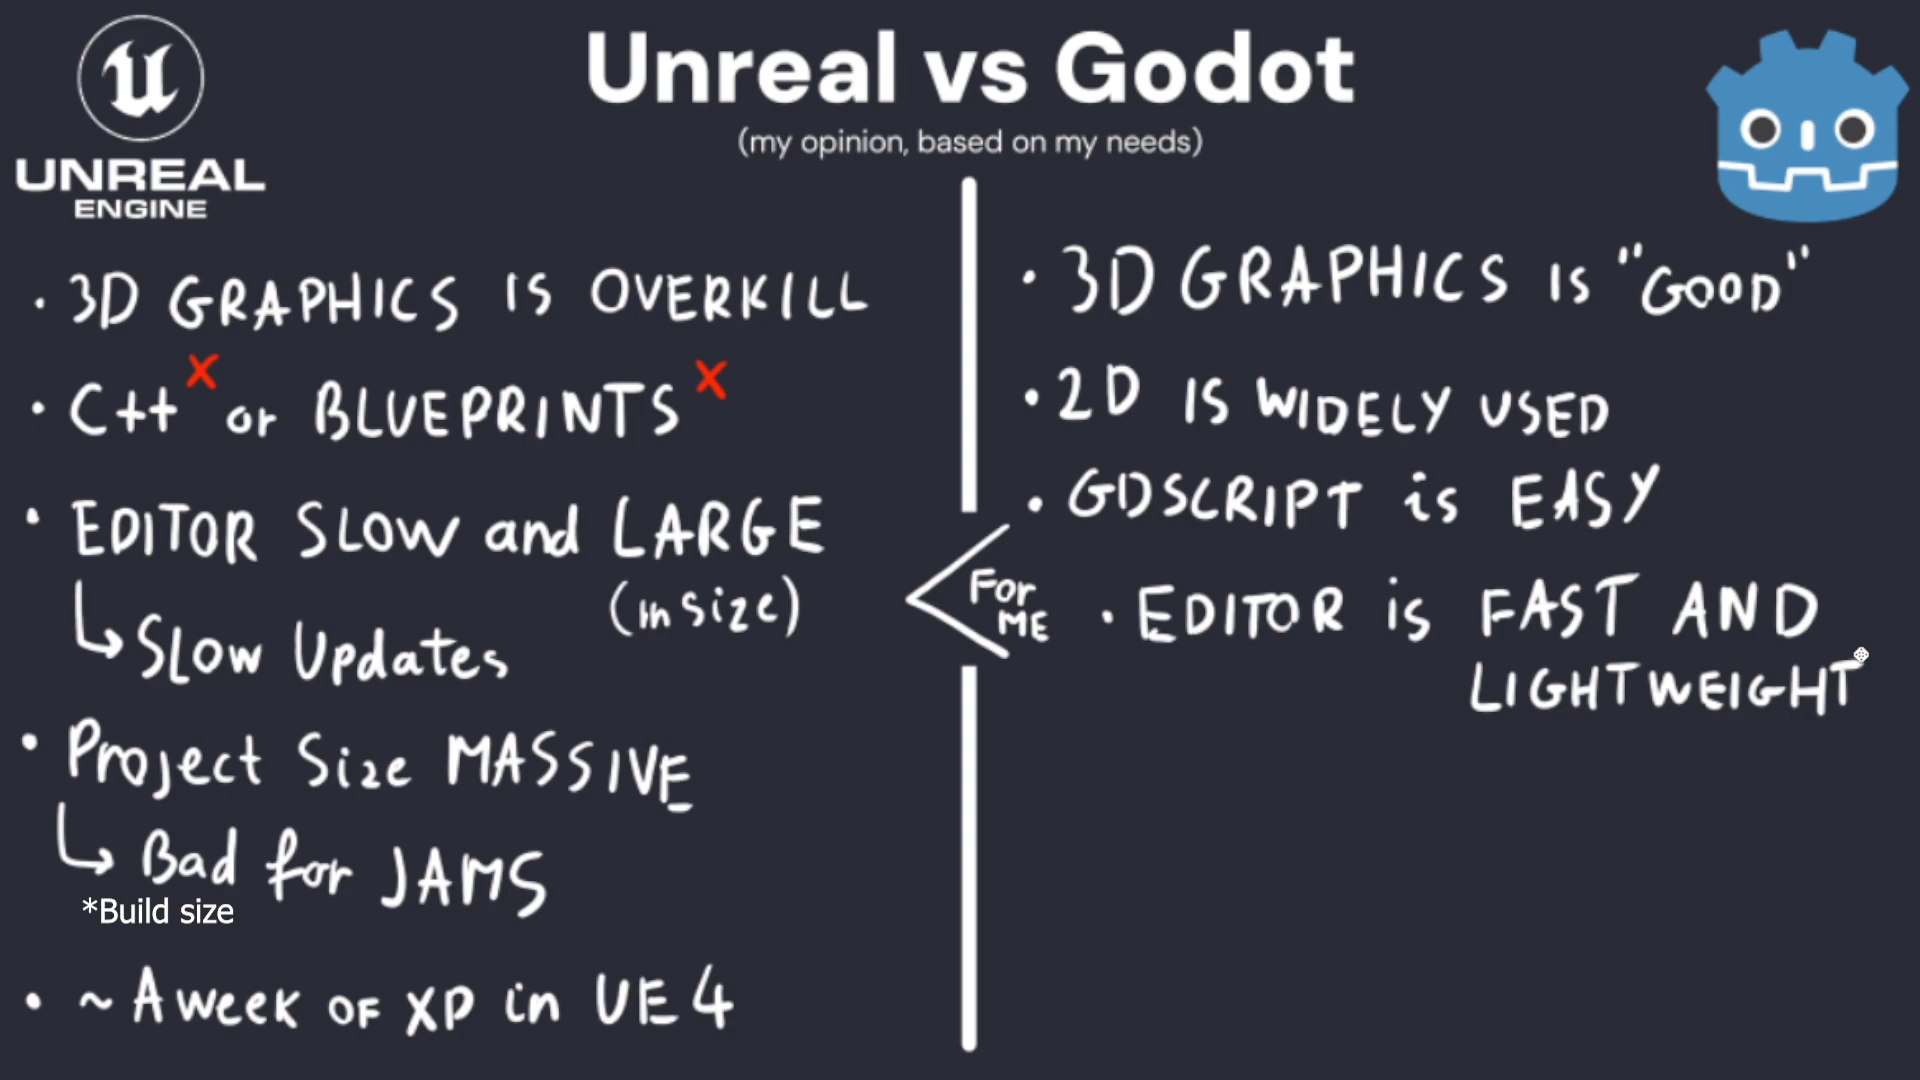 Unreal vs Godot
(my opinion, based on my needs)
UNREAL
ENGINE
• 3D GRAPHICS IS OVERKILL
• C++ X or BLUEPRINTS X
• EDITOR SLOW and LARGE
(in size)
↳ SLOW Updates
• Project Size MASSIVE
↳ Bad for JAMS
*Build size
• ~ A week OF XP in UE4
< For
ME
• 3D GRAPHICS IS "GOOD"
• 2D IS WIDELY USED
• GDSCRIPT is EASY
• EDITOR is FAST AND
LIGHTWEIGHT